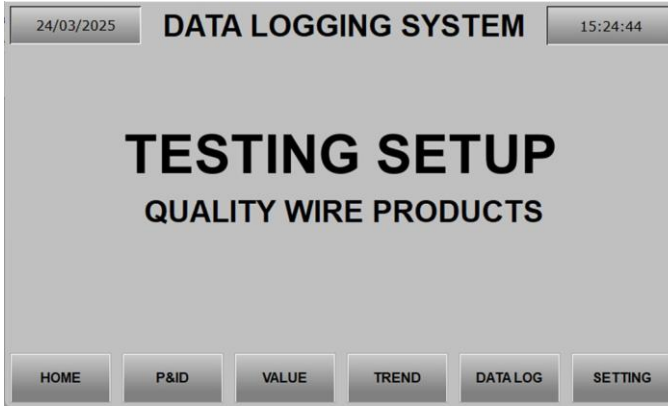 24/03/2025 DATA LOGGING SYSTEM 15:24:44
TESTING SETUP
QUALITY WIRE PRODUCTS
HOME P&ID VALUE TREND DATA LOG SETTING